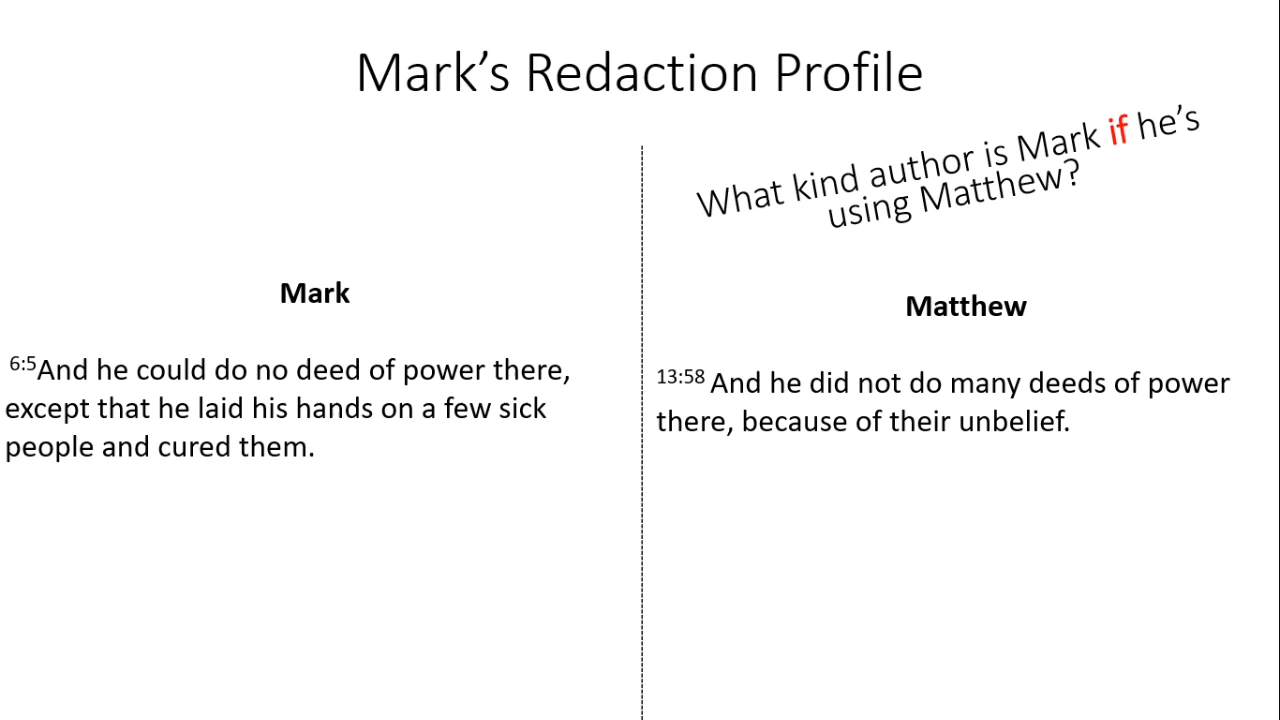 Mark’s Redaction Profile
What kind author is Mark if he’s
using Matthew?
Mark
6:5And he could do no deed of power there,
except that he laid his hands on a few sick
people and cured them.
Matthew
13:58 And he did not do many deeds of power
there, because of their unbelief.